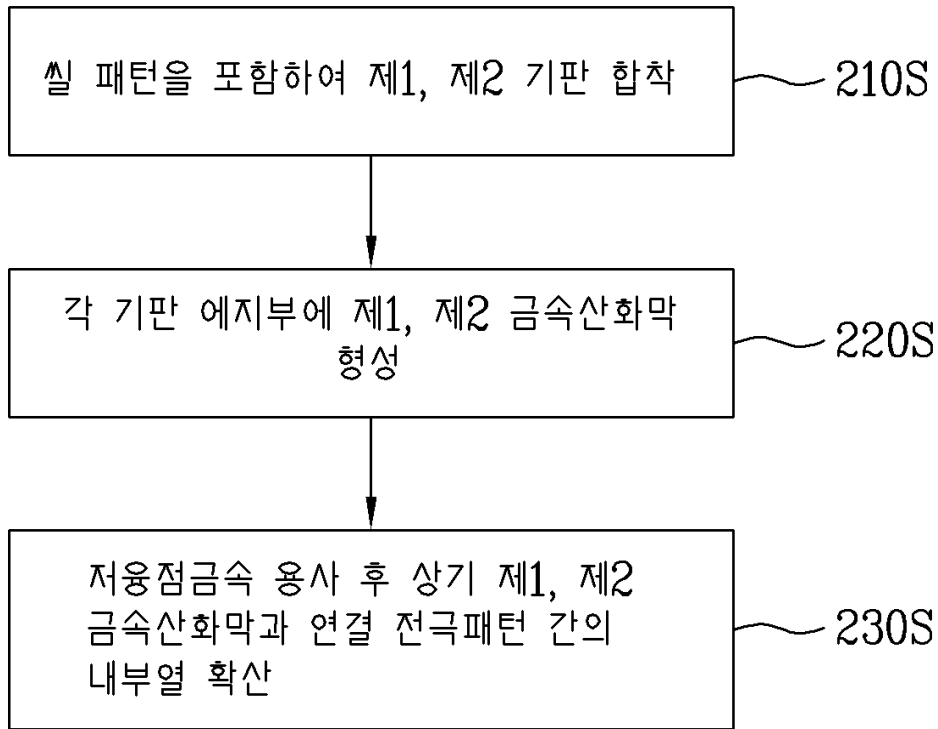 씰 패턴을 포함하여 제1, 제2 기판 합착
210S
각 기판 에지부에 제1, 제2 금속산화막
형성
220S
저융점금속 용사 후 상기 제1, 제2
금속산화막과 연결 전극패턴 간의
내부열 확산
230S